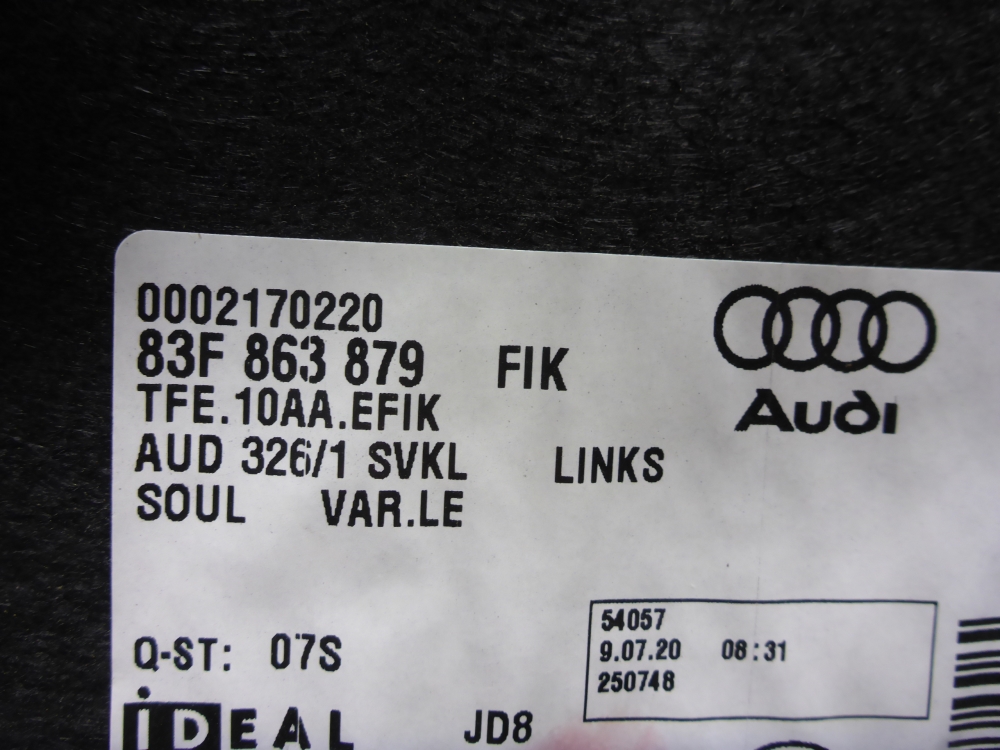 0002170220
83F 863 879 FIK
TFE.10AA.EFIK
AUD 326/1 SVKL LINKS
SOUL VAR.LE
Audi
54057
9.07.20 08:31
250748
Q-ST: 07S
iDEAL JD8